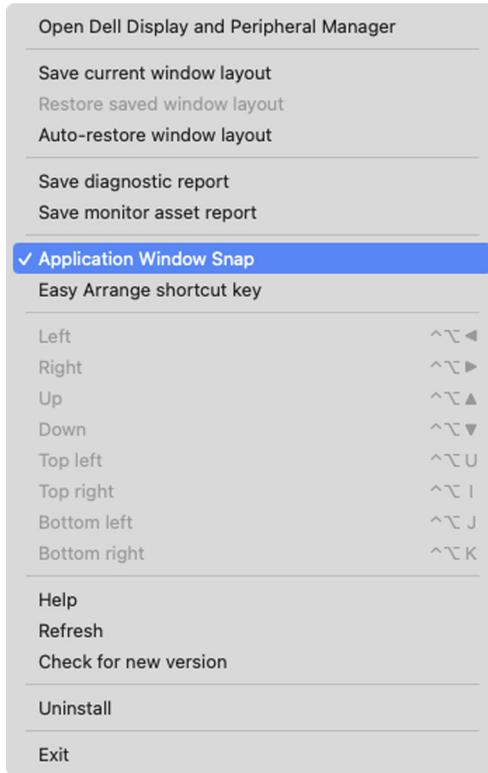 Open Dell Display and Peripheral Manager
Save current window layout
Restore saved window layout
Auto-restore window layout
Save diagnostic report
Save monitor asset report
✓ Application Window Snap
Easy Arrange shortcut key
Left ^⌥◀
Right ^⌥▶
Up ^⌥▲
Down ^⌥▼
Top left ^⌥ U
Top right ^⌥ I
Bottom left ^⌥ J
Bottom right ^⌥ K
Help
Refresh
Check for new version
Uninstall
Exit